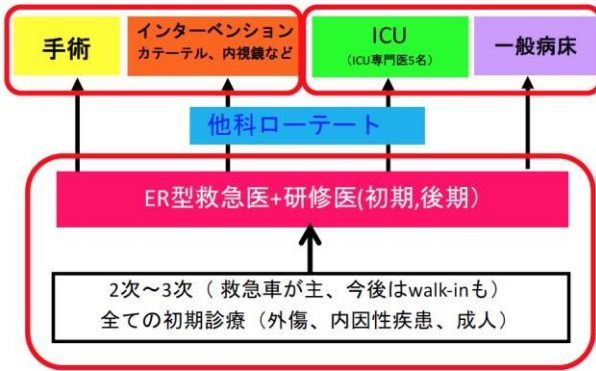 手術
インターベンション
カテーテル、内視鏡など
ICU
（ICU専門医5名）
一般病床
他科ローテート
ER型救急医+研修医(初期,後期）
2次～3次（ 救急車が主、今後はwalk-inも）
全ての初期診療（外傷、内因性疾患、成人）